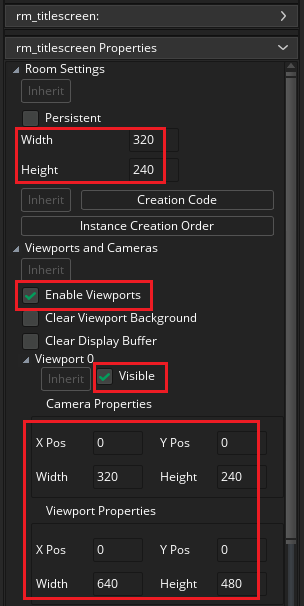 rm_titlescreen:
rm_titlescreen Properties
Room Settings
Inherit
Persistent
Width 320
Height 240
Inherit Creation Code
Instance Creation Order
Viewports and Cameras
Inherit
Enable Viewports
Clear Viewport Background
Clear Display Buffer
Viewport 0
Inherit Visible
Camera Properties
X Pos 0 Y Pos 0
Width 320 Height 240
Viewport Properties
X Pos 0 Y Pos 0
Width 640 Height 480